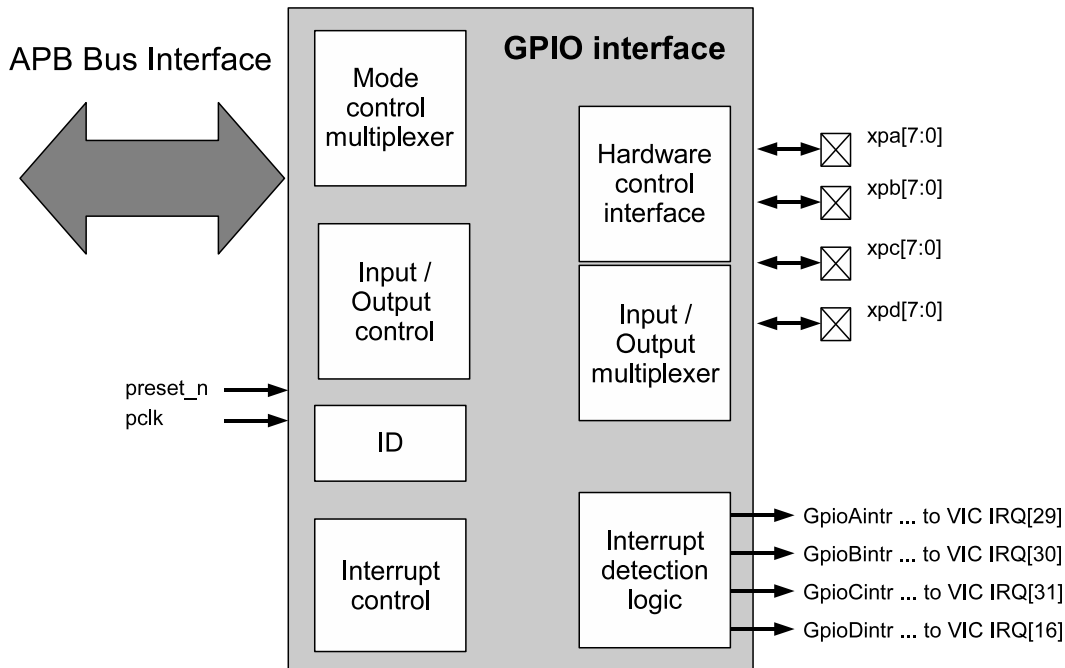 GPIO interface
APB Bus Interface
Mode
control
multiplexer
Hardware
control
interface
xpa[7:0]
xpb[7:0]
xpc[7:0]
xpd[7:0]
Input /
Output
control
Input /
Output
multiplexer
preset_n
pclk
ID
Interrupt
control
Interrupt
detection
logic
GpioAintr ... to VIC IRQ[29]
GpioBintr ... to VIC IRQ[30]
GpioCintr ... to VIC IRQ[31]
GpioDintr ... to VIC IRQ[16]